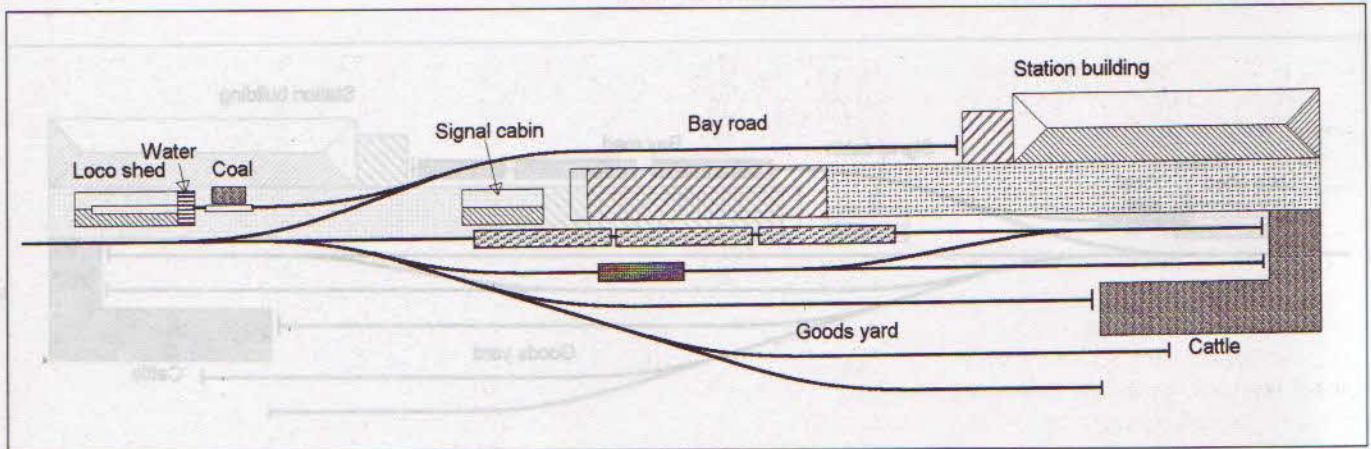 Station building
Bay road
Signal cabin
Water
Loco shed
Coal
Goods yard
Cattle